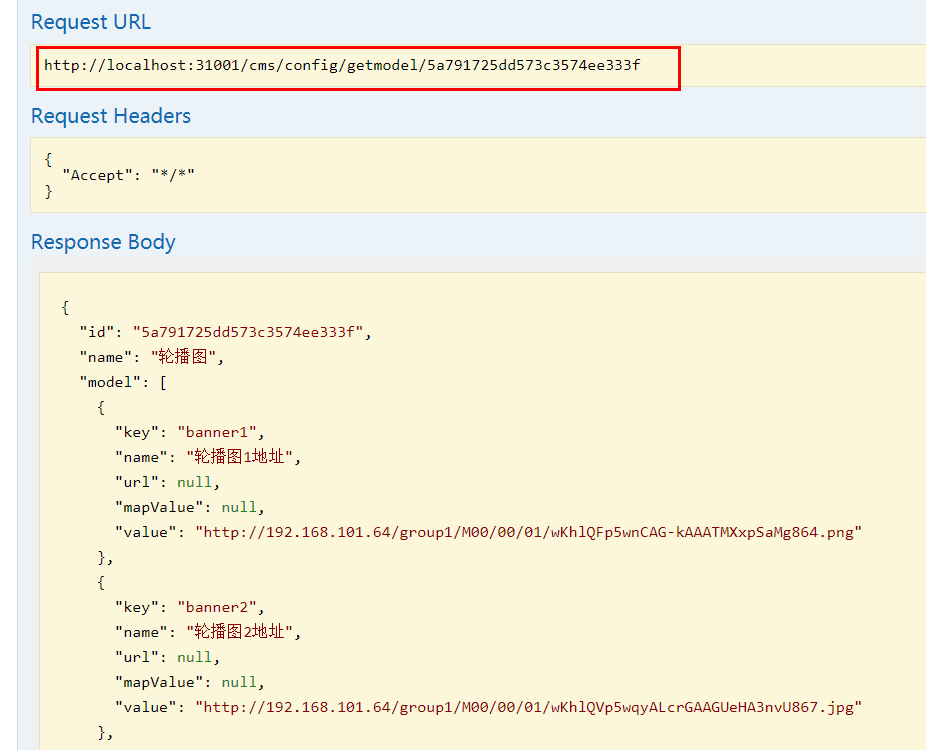 Request URL
http://localhost:31001/cms/config/getmodel/5a791725dd573c3574ee333f
Request Headers
{
"Accept": "*/*"
}
Response Body
{
"id": "5a791725dd573c3574ee333f",
"name": "轮播图",
"model": [
{
"key": "banner1",
"name": "轮播图1地址",
"url": null,
"mapValue": null,
"value": "http://192.168.101.64/group1/M00/00/01/wKhlQFp5wnCAG-kAAATMXxpSaMg864.png"
},
{
"key": "banner2",
"name": "轮播图2地址",
"url": null,
"mapValue": null,
"value": "http://192.168.101.64/group1/M00/00/01/wKhlQVp5wqyALcrGAAGUeHA3nvU867.jpg"
},